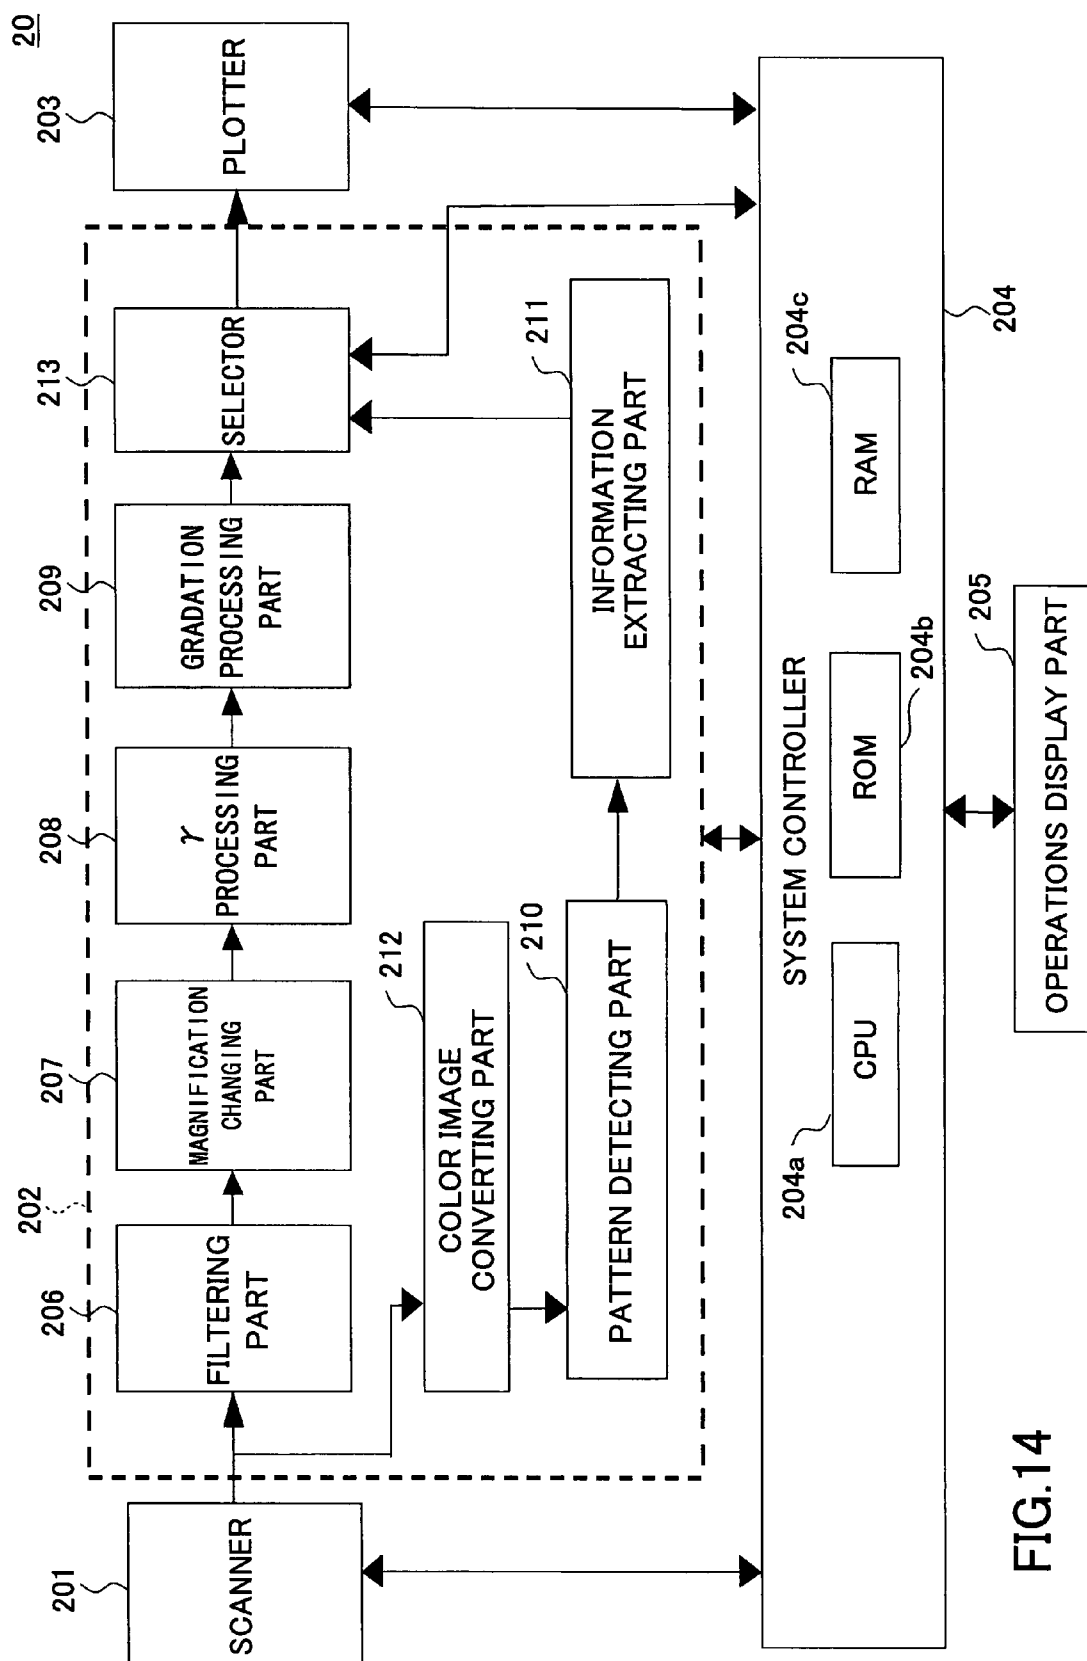 20
201
SCANNER
202
206
FILTERING
PART
207
MAGNIFICATION
CHANGING
PART
208
γ
PROCESSING
PART
209
GRADATION
PROCESSING
PART
213
SELECTOR
203
PLOTTER
212
COLOR IMAGE
CONVERTING PART
210
PATTERN DETECTING PART
211
INFORMATION
EXTRACTING PART
SYSTEM CONTROLLER
204a
CPU
ROM
204b
204c
RAM
204
205
OPERATIONS DISPLAY PART
FIG.14